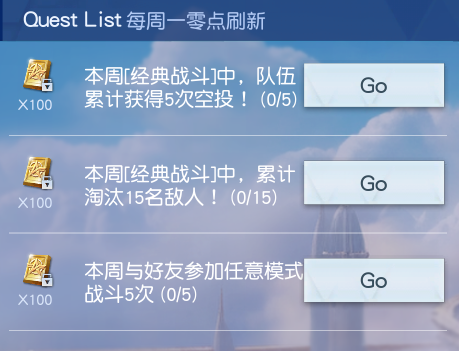 Quest List 每周一零点刷新
本周[经典战斗]中，队伍
累计获得5次空投！(0/5)
X100
Go
本周[经典战斗]中，累计
淘汰15名敌人！(0/15)
X100
Go
本周与好友参加任意模式
战斗5次 (0/5)
X100
Go